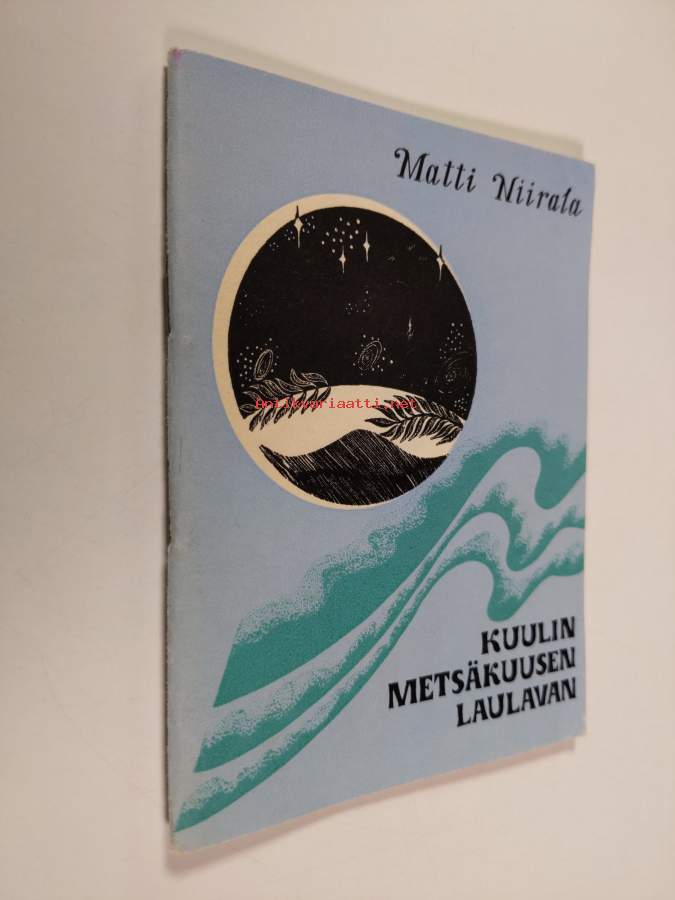 Matti Niirala
Antikvariaatti.net
KUULIN
METSÄKUUSEN
LAULAVAN